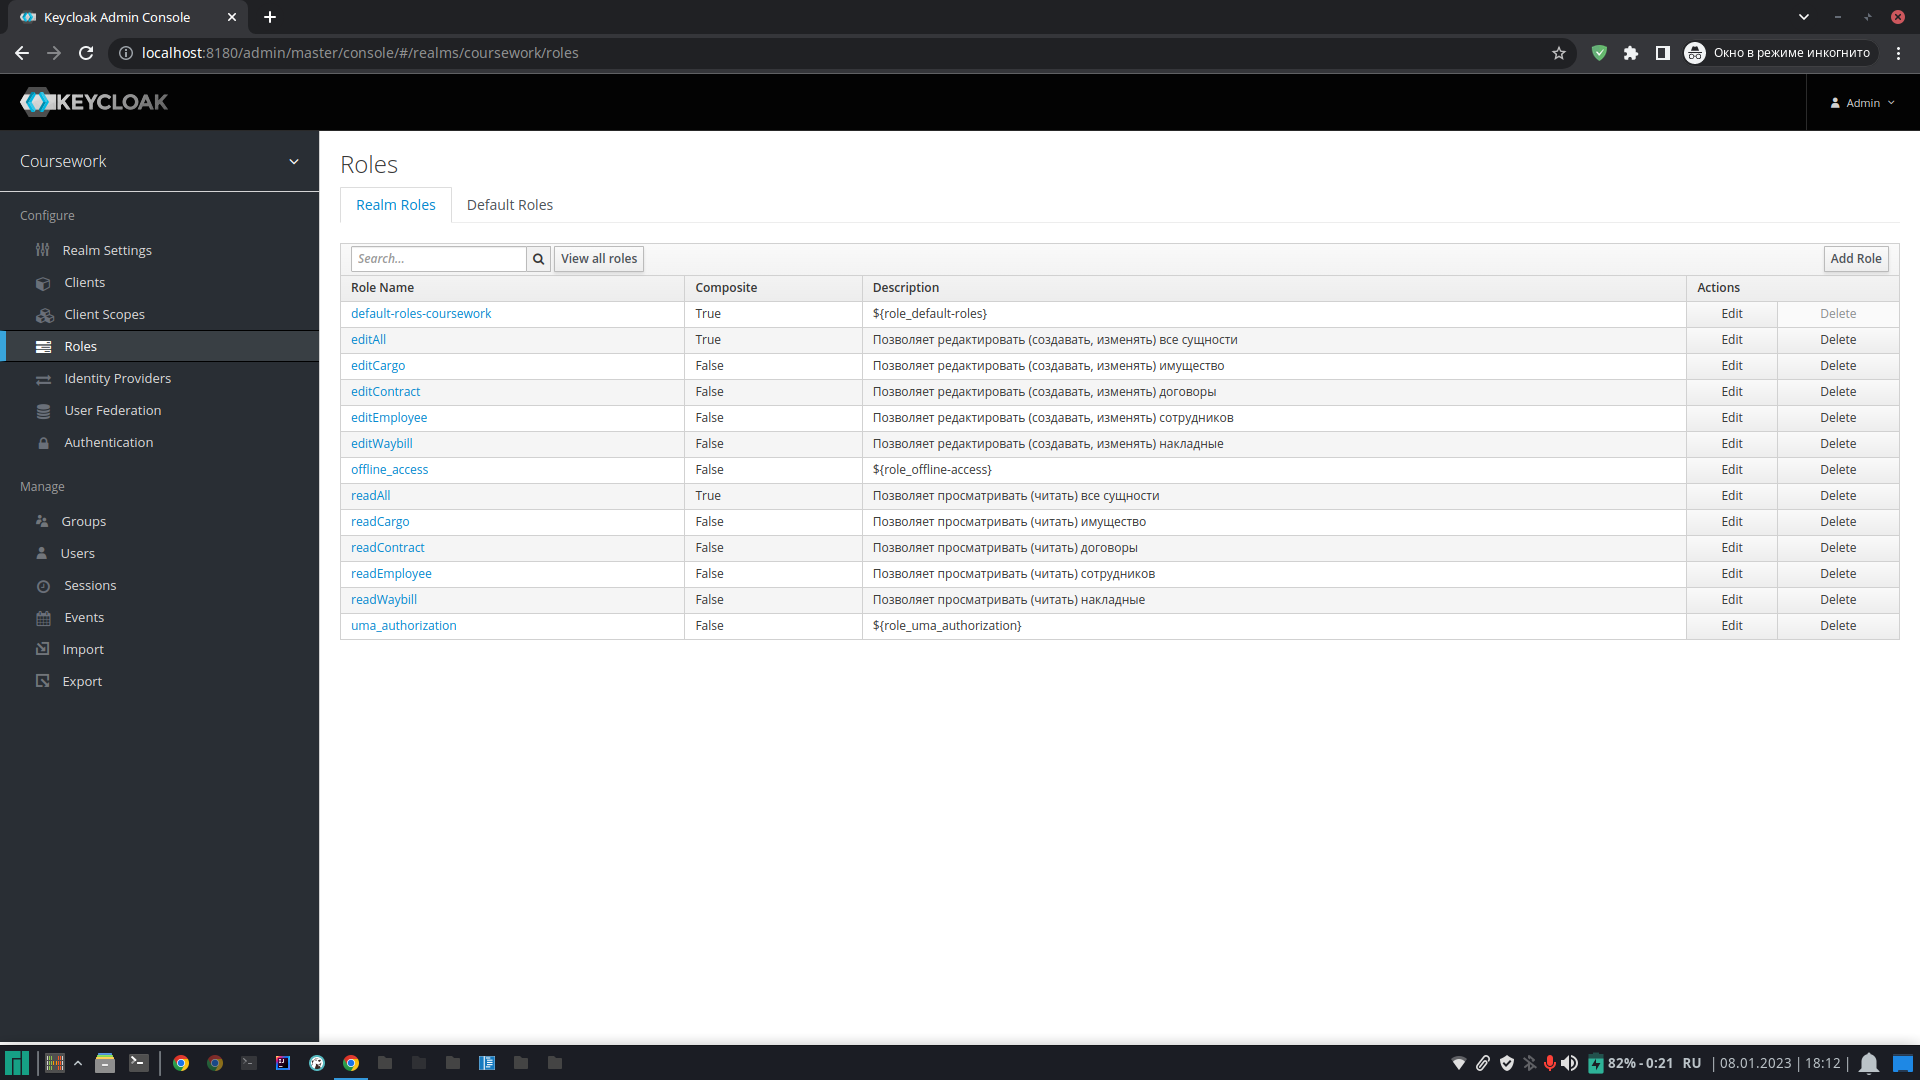 Keycloak Admin Console
localhost:8180/admin/master/console/#/realms/coursework/roles
Окно в режиме инкогнито
KEYCLOAK
Admin
Coursework
Configure
Realm Settings
Clients
Client Scopes
Roles
Identity Providers
User Federation
Authentication
Manage
Groups
Users
Sessions
Events
Import
Export
Roles
Realm Roles Default Roles
Search... View all roles Add Role
Role Name Composite Description Actions
default-roles-coursework True ${role_default-roles} Edit Delete
editAll True Позволяет редактировать (создавать, изменять) все сущности Edit Delete
editCargo False Позволяет редактировать (создавать, изменять) имущество Edit Delete
editContract False Позволяет редактировать (создавать, изменять) договоры Edit Delete
editEmployee False Позволяет редактировать (создавать, изменять) сотрудников Edit Delete
editWaybill False Позволяет редактировать (создавать, изменять) накладные Edit Delete
offline_access False ${role_offline-access} Edit Delete
readAll True Позволяет просматривать (читать) все сущности Edit Delete
readCargo False Позволяет просматривать (читать) имущество Edit Delete
readContract False Позволяет просматривать (читать) договоры Edit Delete
readEmployee False Позволяет просматривать (читать) сотрудников Edit Delete
readWaybill False Позволяет просматривать (читать) накладные Edit Delete
uma_authorization False ${role_uma_authorization} Edit Delete
82% - 0:21 RU | 08.01.2023 | 18:12 |